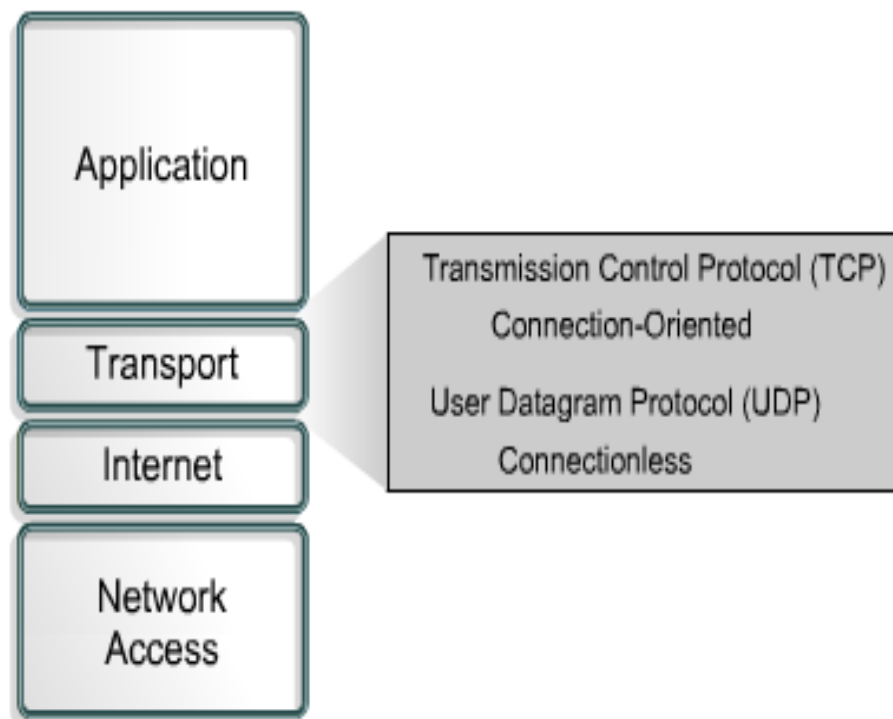 Application
Transport
Internet
Network
Access
Transmission Control Protocol (TCP)
Connection-Oriented
User Datagram Protocol (UDP)
Connectionless